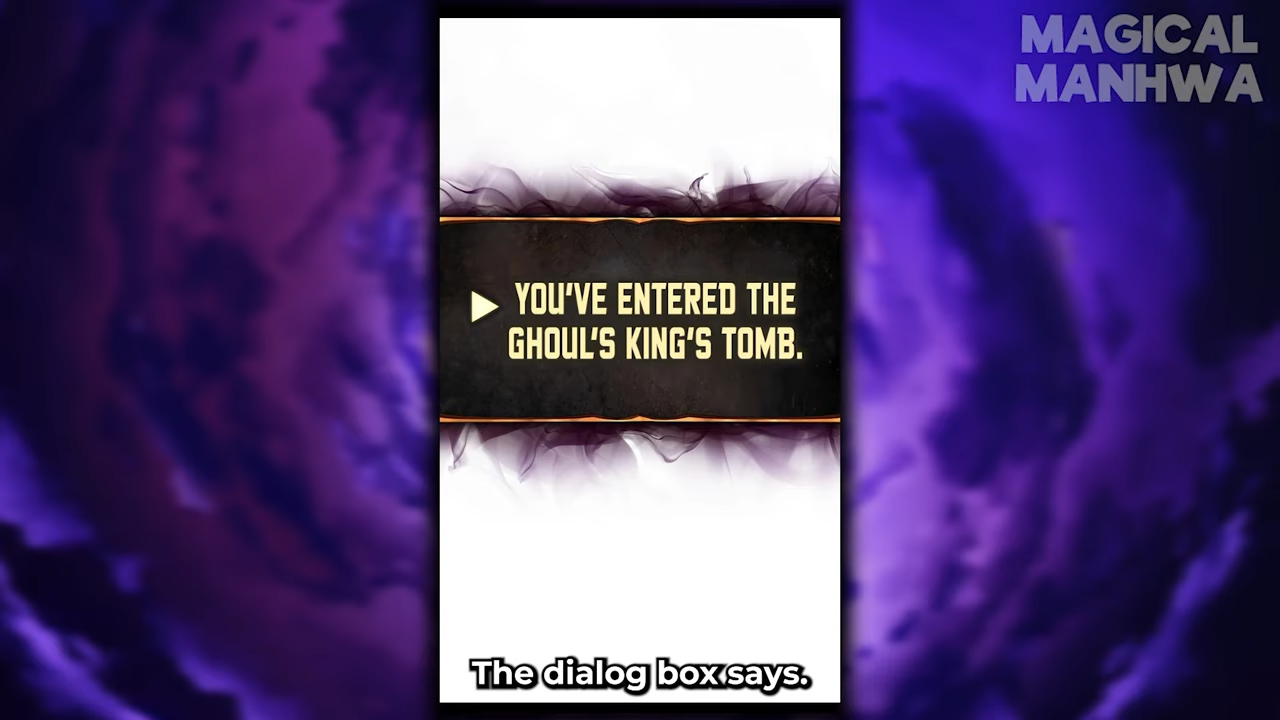 MAGICAL
MANHWA
YOU'VE ENTERED THE
GHOUL'S KING'S TOMB.
The dialog box says.